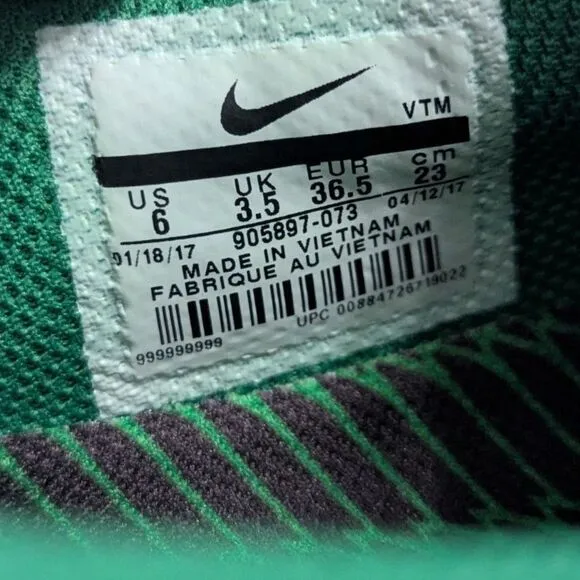 VTM
US UK EUR cm
6 3.5 36.5 23
01/18/17 905897-073 04/12/17
MADE IN VIETNAM
FABRIQUE AU VIETNAM
UPC 00884726719022
999999999